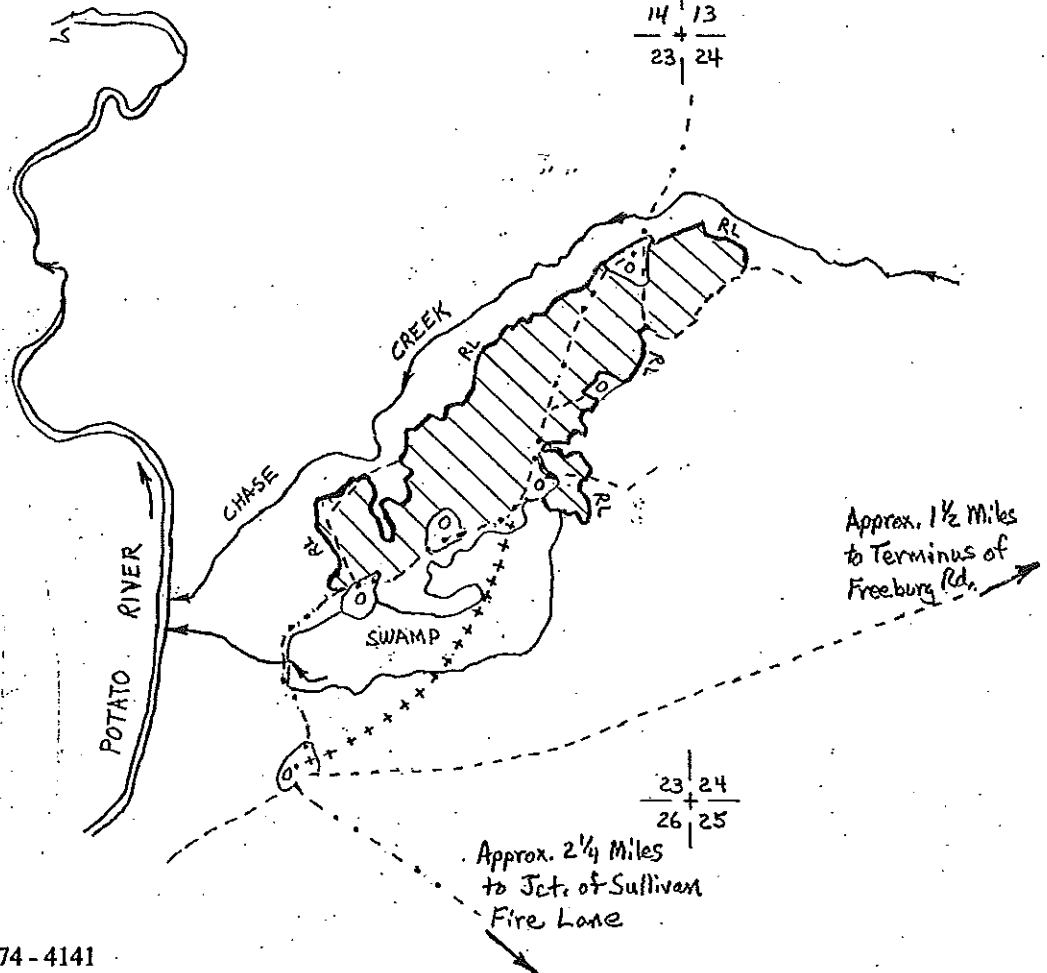 14 13
23 24
RL
CREEK
RL
RL
CHASE
RL
RL
Approx. 1½ Miles
to Terminus of
Freeburg Rd.
POTATO RIVER
SWAMP
23 24
26 25
Approx. 2¼ Miles
to Jct. of Sullivan
Fire Lane
74-4141